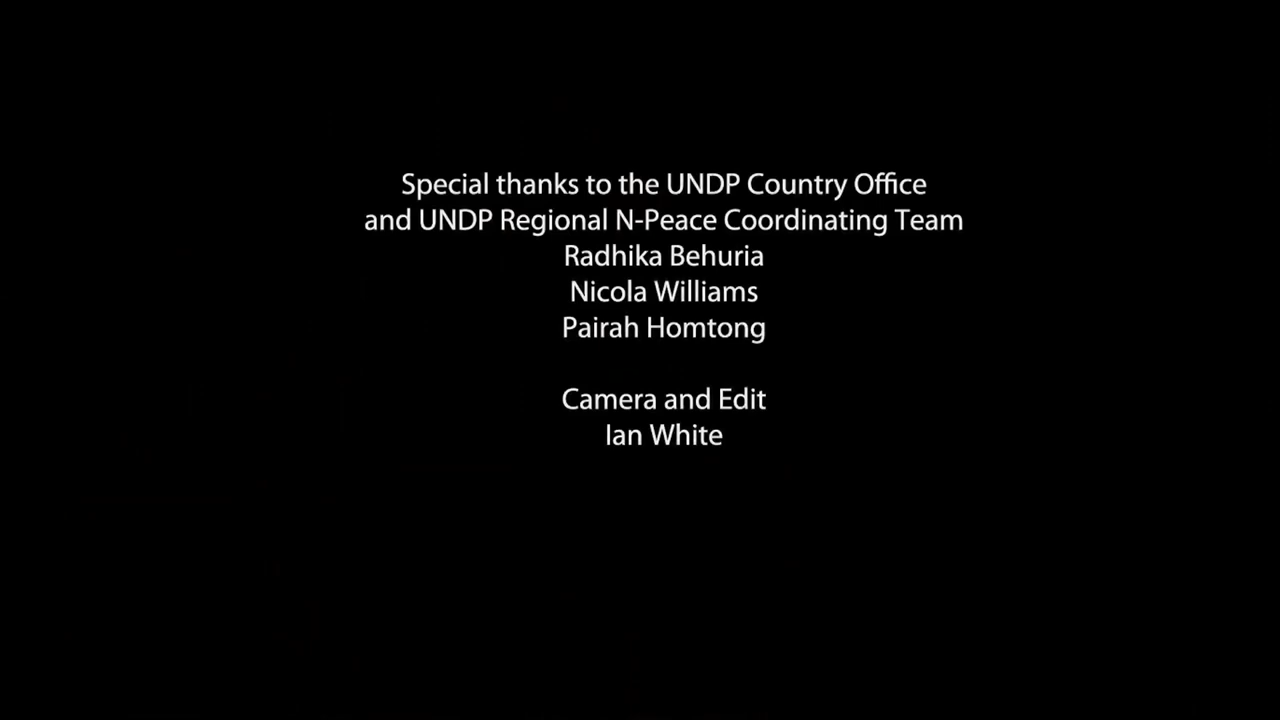 Special thanks to the UNDP Country Office
and UNDP Regional N-Peace Coordinating Team
Radhika Behuria
Nicola Williams
Pairah Homtong
Camera and Edit
Ian White